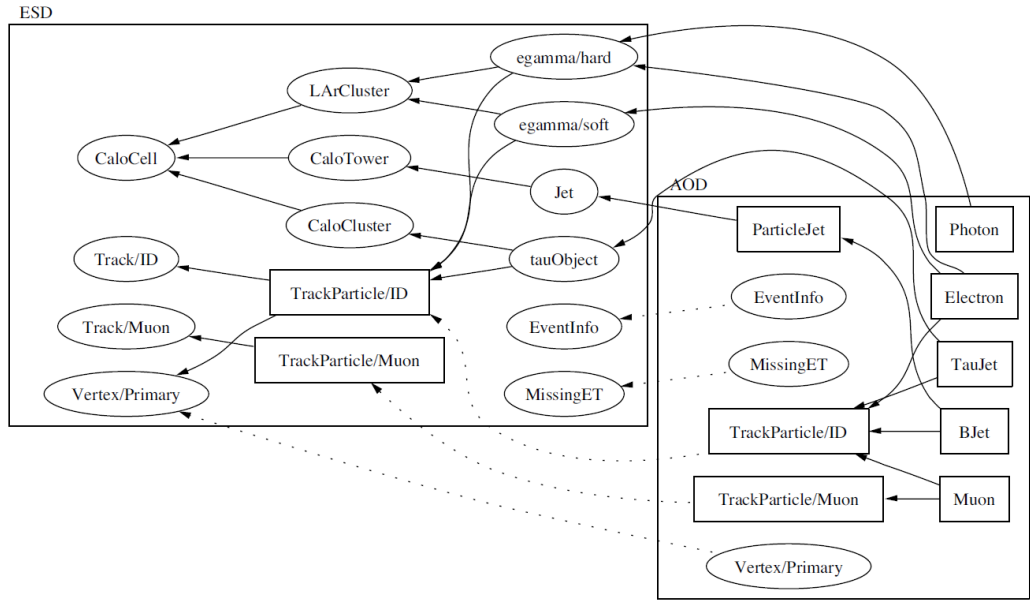 ESD
egamma/hard
LArCluster
egamma/soft
CaloCell
CaloTower
Jet
CaloCluster
Track/ID
tauObject
TrackParticle/ID
Track/Muon
EventInfo
TrackParticle/Muon
Vertex/Primary
MissingET
AOD
ParticleJet
Photon
EventInfo
Electron
MissingET
TauJet
TrackParticle/ID
BJet
TrackParticle/Muon
Muon
Vertex/Primary